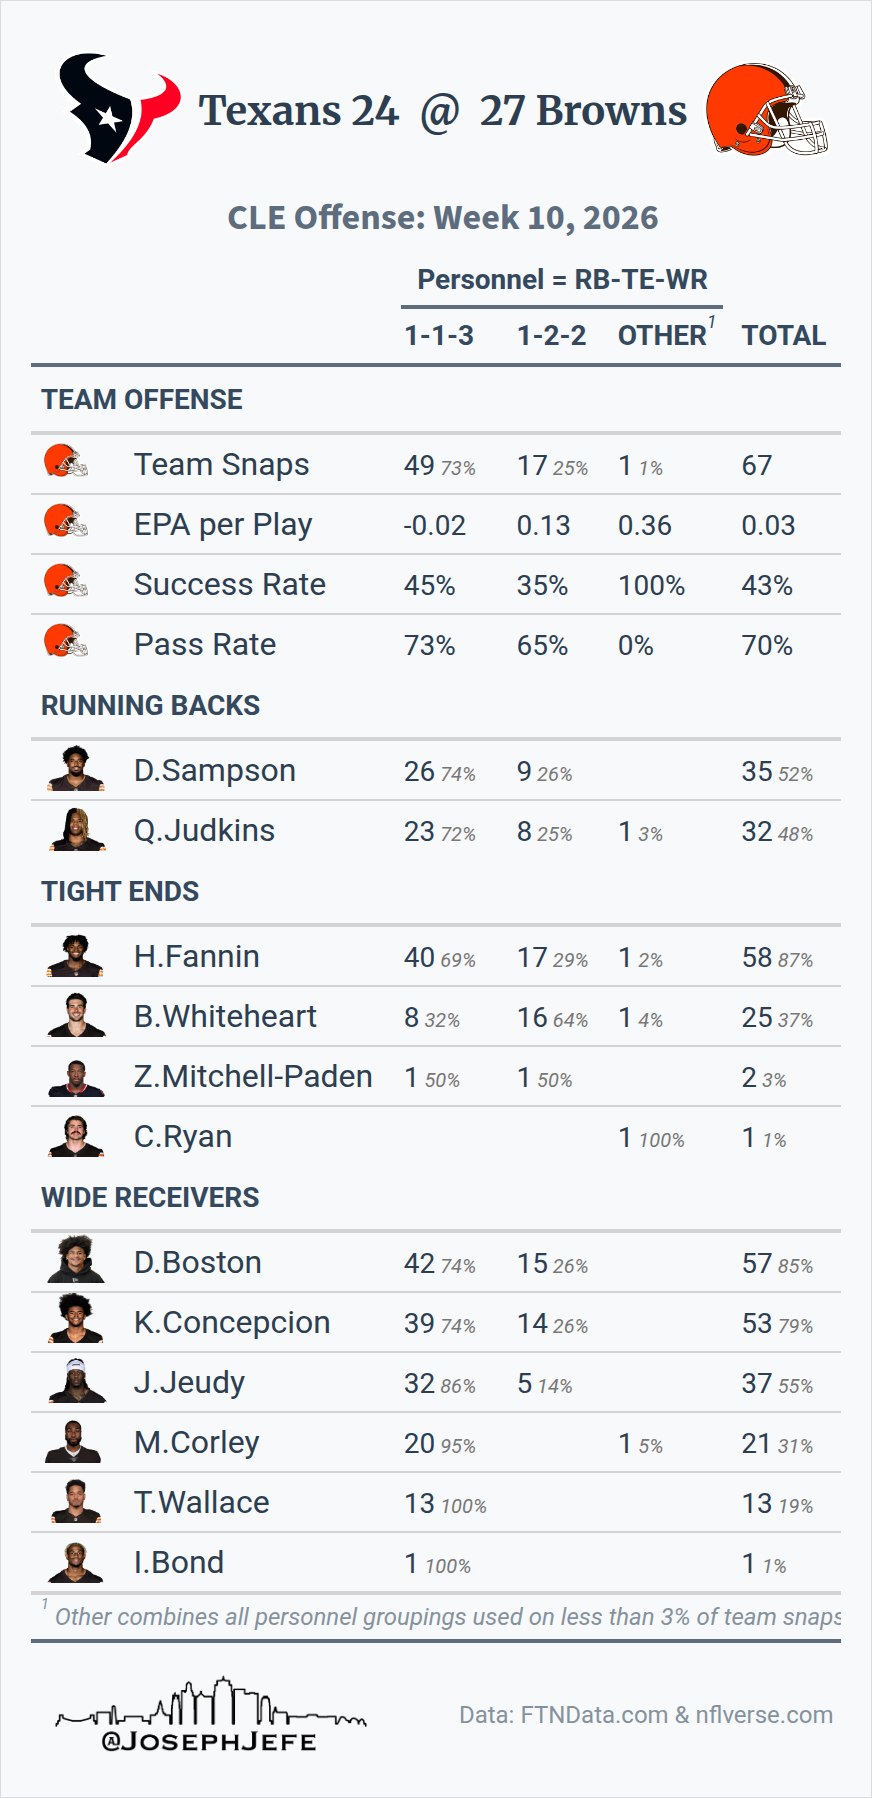 Texans 24 @ 27 Browns
CLE Offense: Week 10, 2026
Personnel = RB-TE-WR
1-1-3 1-2-2 OTHER1 TOTAL
TEAM OFFENSE
Team Snaps 49 73% 17 25% 1 1% 67
EPA per Play -0.02 0.13 0.36 0.03
Success Rate 45% 35% 100% 43%
Pass Rate 73% 65% 0% 70%
RUNNING BACKS
D.Sampson 26 74% 9 26% 35 52%
Q.Judkins 23 72% 8 25% 1 3% 32 48%
TIGHT ENDS
H.Fannin 40 69% 17 29% 1 2% 58 87%
B.Whiteheart 8 32% 16 64% 1 4% 25 37%
Z.Mitchell-Paden 1 50% 1 50% 2 3%
C.Ryan 1 100% 1 1%
WIDE RECEIVERS
D.Boston 42 74% 15 26% 57 85%
K.Concepcion 39 74% 14 26% 53 79%
J.Jeudy 32 86% 5 14% 37 55%
M.Corley 20 95% 1 5% 21 31%
T.Wallace 13 100% 13 19%
I.Bond 1 100% 1 1%
1 Other combines all personnel groupings used on less than 3% of team snaps
@JOSEPHJEFE
Data: FTNData.com & nflverse.com